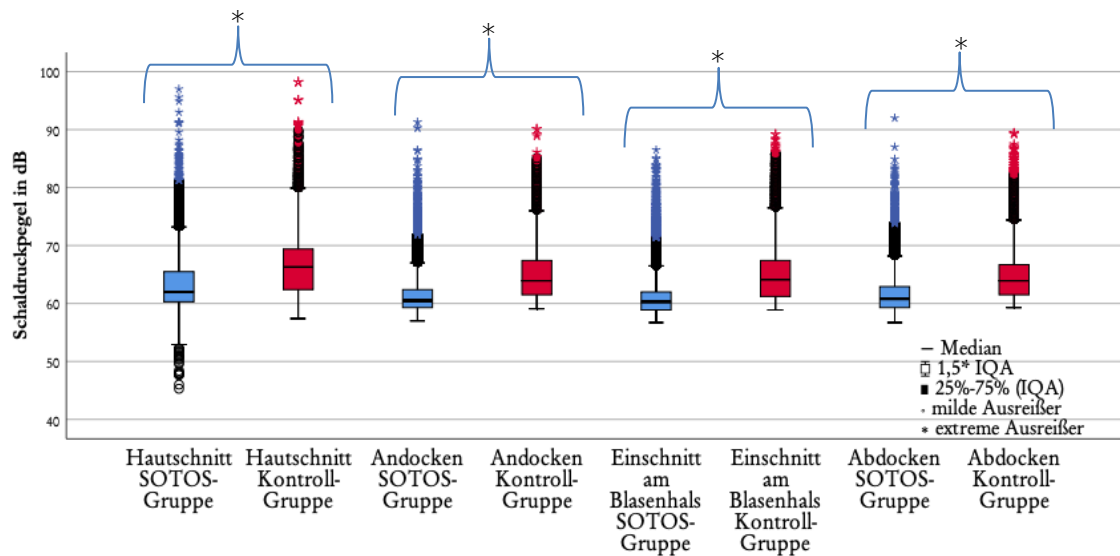 *
*
*
*
Schaldruckpegel in dB
100
90
80
70
60
50
40
– Median
1,5* IQA
25%-75% (IQA)
milde Ausreißer
* extreme Ausreißer
Hautschnitt
SOTOS-
Gruppe
Hautschnitt
Kontroll-
Gruppe
Andocken
SOTOS-
Gruppe
Andocken
Kontroll-
Gruppe
Einschnitt
am
Blasenhals
SOTOS-
Gruppe
Einschnitt
am
Blasenhals
Kontroll-
Gruppe
Abdocken
SOTOS-
Gruppe
Abdocken
Kontroll-
Gruppe